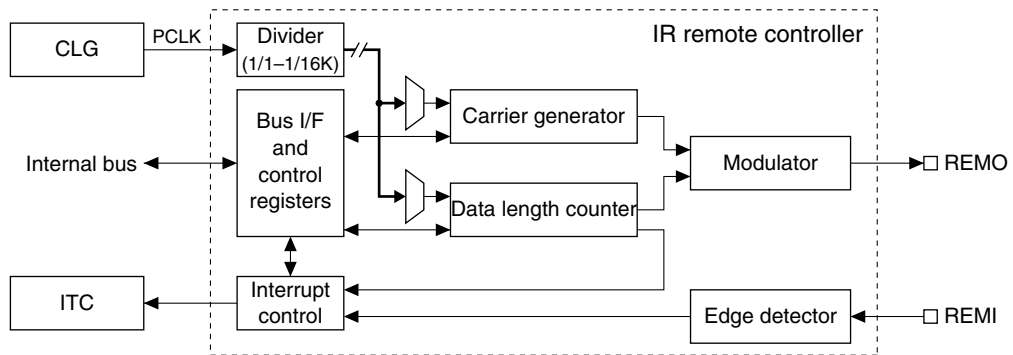 CLG
PCLK
Divider
(1/1–1/16K)
IR remote controller
Bus I/F
and
control
registers
Carrier generator
Internal bus
Modulator
REMO
Data length counter
ITC
Interrupt
control
Edge detector
REMI